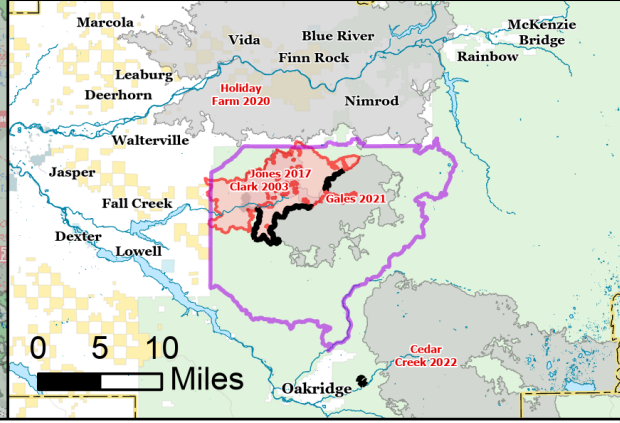 Marcola
McKenzie
Bridge
Vida
Blue River
Finn Rock
Rainbow
Leaburg
Deerhorn
Holiday
Farm 2020
Nimrod
Walterville
Jasper
Jones 2017
Clark 2003
Gales 2021
Fall Creek
Dexter
Lowell
0 5 10
Miles
Cedar
Creek 2022
Oakridge